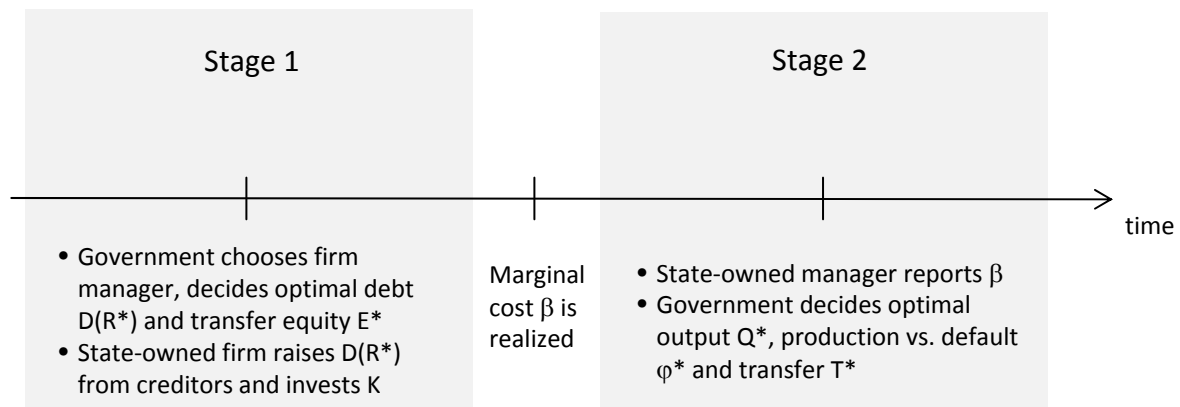 Stage 1
Stage 2
time
• Government chooses firm
manager, decides optimal debt
D(R*) and transfer equity E*
• State-owned firm raises D(R*)
from creditors and invests K
Marginal
cost β is
realized
• State-owned manager reports β
• Government decides optimal
output Q*, production vs. default
φ* and transfer T*